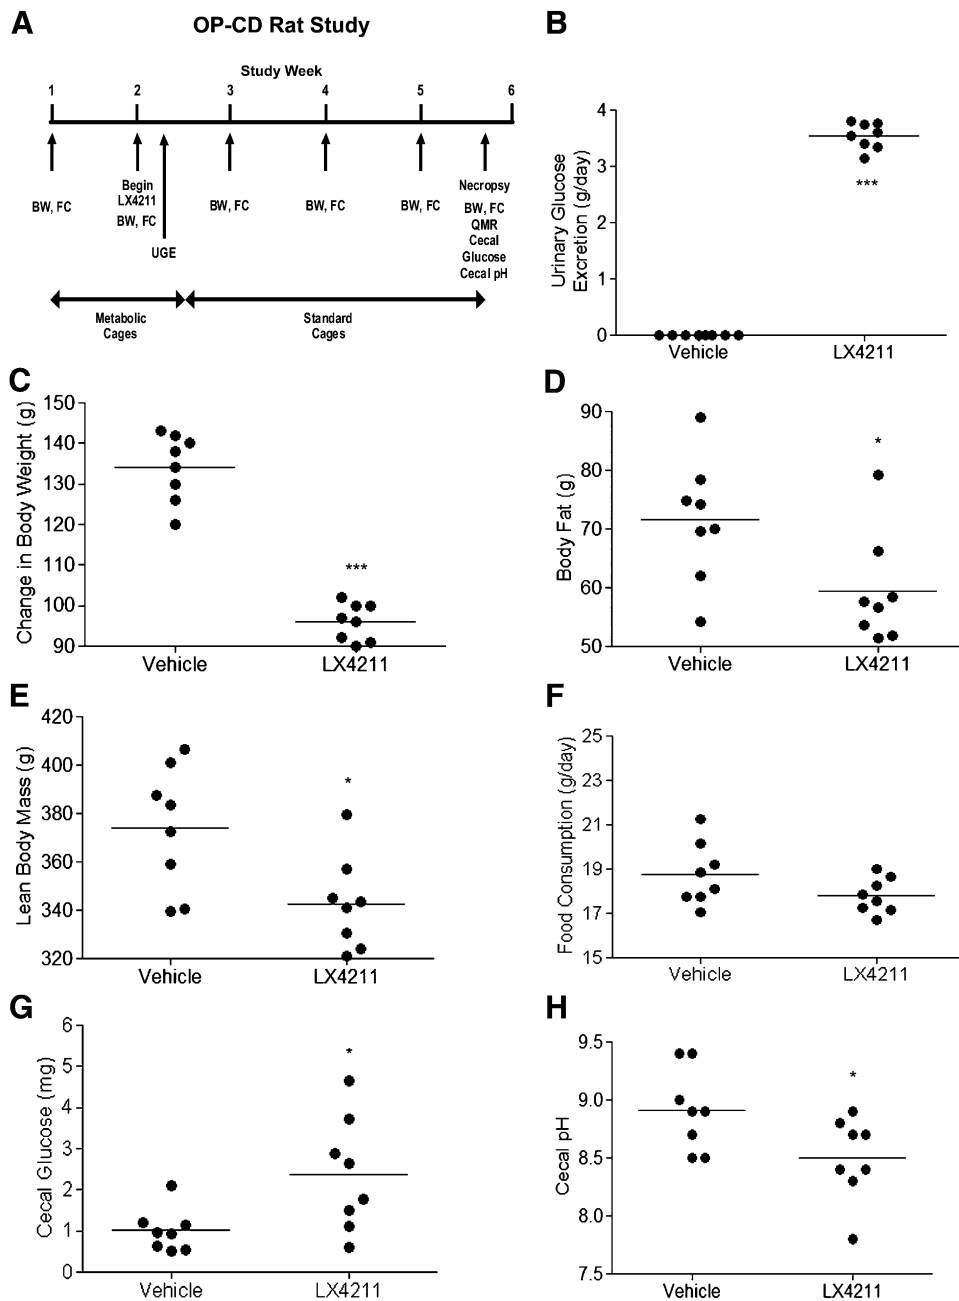 A
OP-CD Rat Study
Study Week
1 2 3 4 5 6
Begin
LX4211
BW, FC
BW, FC
BW, FC
BW, FC
BW, FC
UGE
Necropsy
BW, FC
QMR
Cecal
Glucose
Cecal pH
Metabolic
Cages
Standard
Cages
B
Urinary Glucose
Excretion (g/day)
4
3
2
1
0
***
Vehicle LX4211
C
Change in Body Weight (g)
150
140
130
120
110
100
90
***
Vehicle LX4211
D
Body Fat (g)
90
80
70
60
50
*
Vehicle LX4211
E
Lean Body Mass (g)
420
400
380
360
340
320
*
Vehicle LX4211
F
Food Consumption (g/day)
25
23
21
19
17
15
Vehicle LX4211
G
Cecal Glucose (mg)
6
5
4
3
2
1
0
*
Vehicle LX4211
H
Cecal pH
9.5
9.0
8.5
8.0
7.5
*
Vehicle LX4211